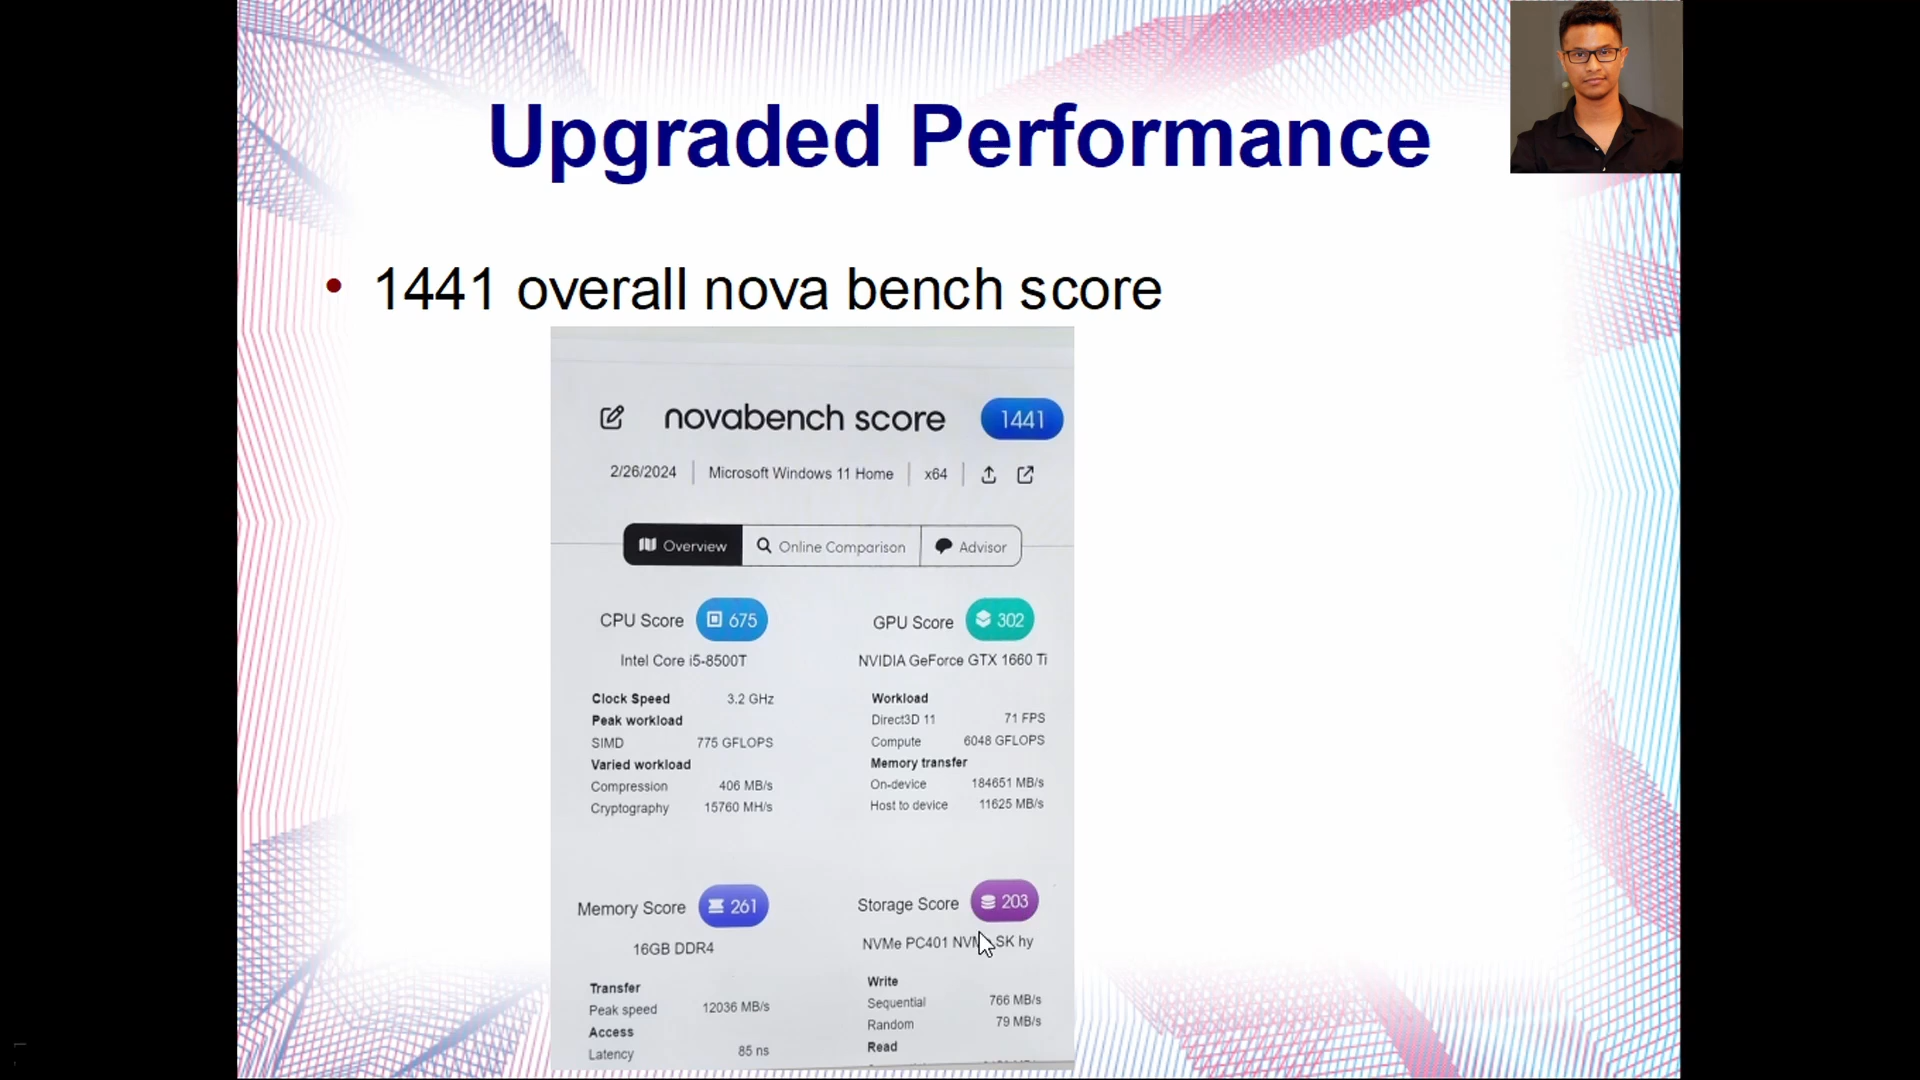 Upgraded Performance
• 1441 overall nova bench score
novabench score 1441
2/26/2024 | Microsoft Windows 11 Home | x64
Overview Online Comparison Advisor
CPU Score 675
Intel Core i5-8500T
Clock Speed 3.2 GHz
Peak workload
SIMD 775 GFLOPS
Varied workload
Compression 406 MB/s
Cryptography 15760 MH/s
GPU Score 302
NVIDIA GeForce GTX 1660 Ti
Workload
Direct3D 11 71 FPS
Compute 6048 GFLOPS
Memory transfer
On-device 184651 MB/s
Host to device 11625 MB/s
Memory Score 261
16GB DDR4
Transfer
Peak speed 12036 MB/s
Access
Latency 85 ns
Storage Score 203
NVMe PC401 SK hy
Write
Sequential 766 MB/s
Random 79 MB/s
Read